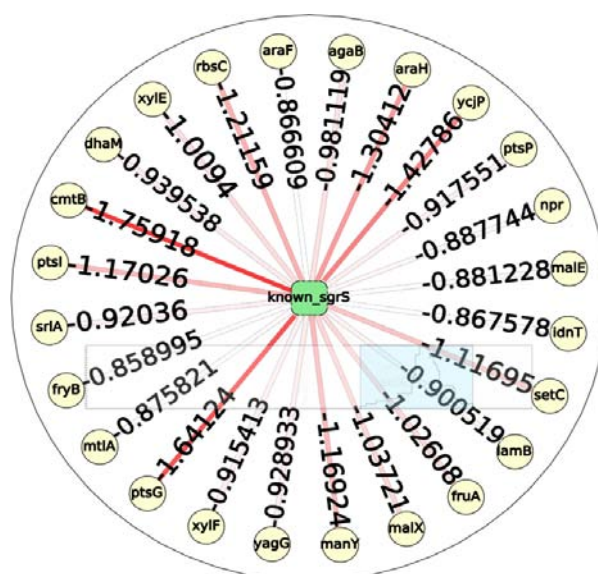 araF
-0.866609
agaB
-0.981119
araH
-1.30412
ycjP
-1.42786
ptsP
-0.917551
npr
-0.887744
malE
-0.881228
idnT
-0.867578
setC
-1.11695
lamB
-0.900519
fruA
-1.02608
malX
-1.03721
manY
-1.16924
yagG
-0.928933
xylF
-0.915413
ptsG
-1.64124
mtlA
-0.875821
fryB
-0.858995
srlA
-0.92036
ptsI
-1.17026
cmtB
-1.75918
dhaM
-0.939538
xylE
-1.0094
rbsC
-1.21159
known_sgrS